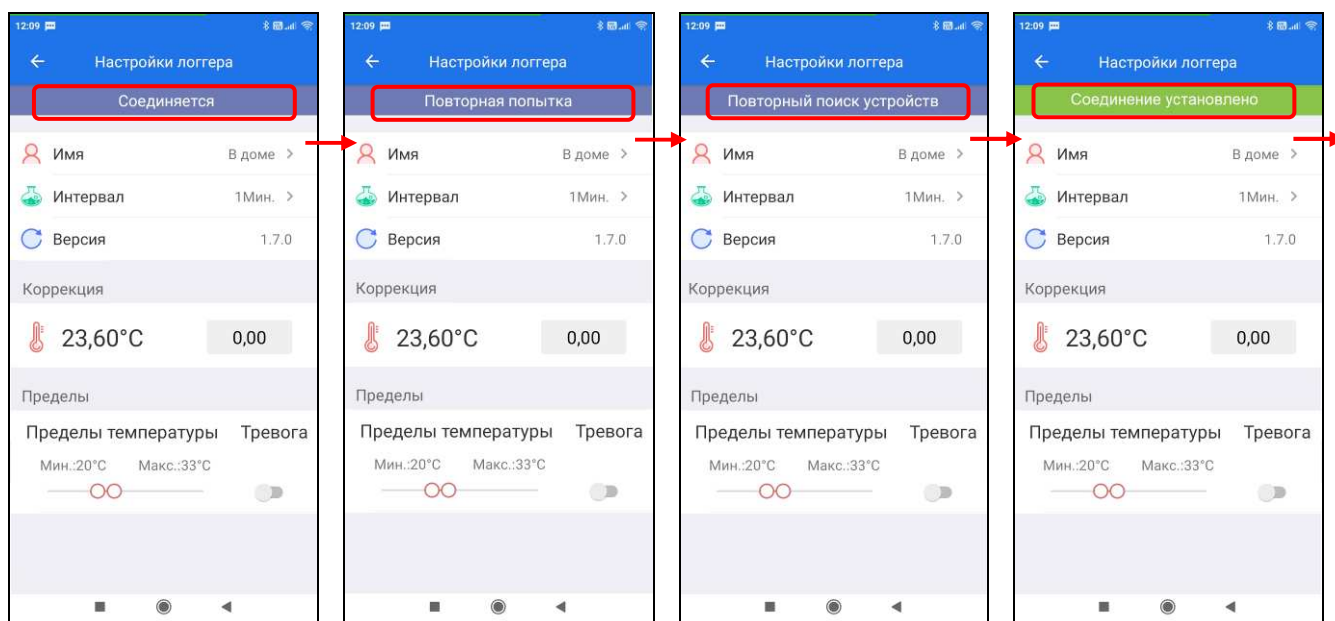 12:09
Настройки логгера
Соединяется
Имя В доме >
Интервал 1Мин. >
Версия 1.7.0
Коррекция
23,60°C 0,00
Пределы
Пределы температуры Тревога
Мин.:20°C Макс.:33°C
12:09
Настройки логгера
Повторная попытка
Имя В доме >
Интервал 1Мин. >
Версия 1.7.0
Коррекция
23,60°C 0,00
Пределы
Пределы температуры Тревога
Мин.:20°C Макс.:33°C
12:09
Настройки логгера
Повторный поиск устройств
Имя В доме >
Интервал 1Мин. >
Версия 1.7.0
Коррекция
23,60°C 0,00
Пределы
Пределы температуры Тревога
Мин.:20°C Макс.:33°C
12:09
Настройки логгера
Соединение установлено
Имя В доме >
Интервал 1Мин. >
Версия 1.7.0
Коррекция
23,60°C 0,00
Пределы
Пределы температуры Тревога
Мин.:20°C Макс.:33°C